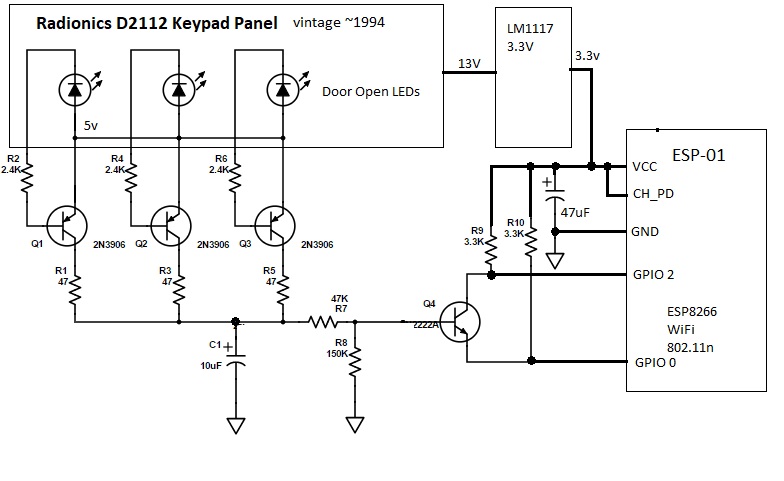 Radionics D2112 Keypad Panel vintage ~1994
LM1117
3.3V
13V
3.3v
Door Open LEDs
5v
R2
2.4K
R4
2.4K
R6
2.4K
ESP-01
VCC
CH_PD
+
47uF
GND
R9
3.3K
R10
3.3K
Q1
2N3906
Q2
2N3906
Q3
2N3906
R1
47
R3
47
R5
47
GPIO 2
47K
R7
Q4
2222A
ESP8266
WiFi
802.11n
R8
150K
C1
+
10uF
GPIO 0